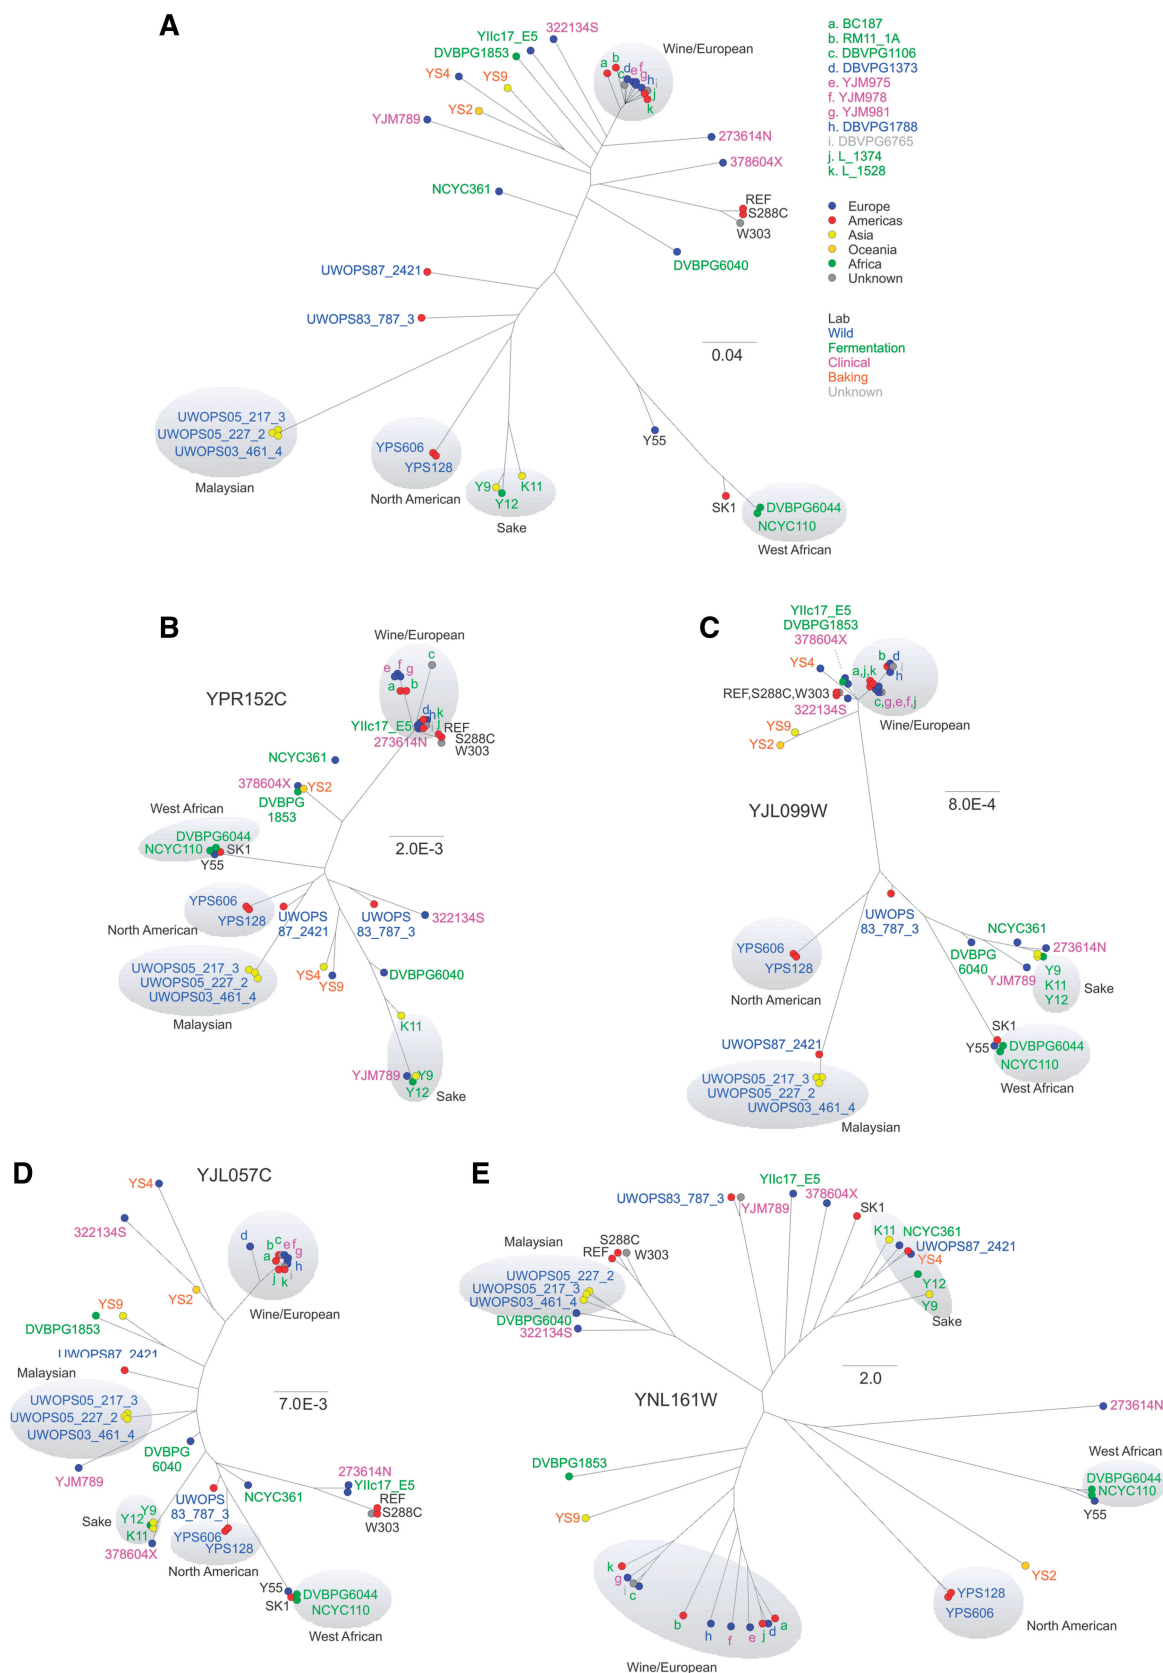 A
322134S
YIIc17_E5
DVBPG1853
Wine/European
YS4
YS9
YS2
YJM789
a
b
c
d
e
f
g
h
i
j
k
273614N
378604X
NCYC361
REF
S288C
W303
DVBPG6040
UWOPS87_2421
UWOPS83_787_3
0.04
UWOPS05_217_3
UWOPS05_227_2
UWOPS03_461_4
Malaysian
YPS606
YPS128
North American
Y9
K11
Y12
Sake
Y55
SK1
DVBPG6044
NCYC110
West African
a. BC187
b. RM11_1A
c. DBVPG1106
d. DBVPG1373
e. YJM975
f. YJM978
g. YJM981
h. DBVPG1788
i. DBVPG6765
j. L_1374
k. L_1528
Europe
Americas
Asia
Oceania
Africa
Unknown
Lab
Wild
Fermentation
Clinical
Baking
Unknown
B
YPR152C
Wine/European
e f g
c
a b
d
h k
j
YIIc17_E5
273614N
REF
S288C
W303
NCYC361
378604X
YS2
DVBPG
1853
West African
DVBPG6044
NCYC110
SK1
Y55
2.0E-3
YPS606
YPS128
North American
UWOPS
87_2421
UWOPS
83_787_3
322134S
UWOPS05_217_3
UWOPS05_227_2
UWOPS03_461_4
Malaysian
YS4
YS9
DVBPG6040
K11
YJM789
Y9
Y12
Sake
C
YIIc17_E5
DVBPG1853
378604X
YS4
a,j,k
b
d
i
h
REF,S288C,W303
322134S
c,g,e,f,j
Wine/European
YS9
YS2
YJL099W
8.0E-4
UWOPS
83_787_3
YPS606
YPS128
North American
NCYC361
DVBPG
6040
273614N
YJM789
Y9
K11
Y12
Sake
SK1
Y55
DVBPG6044
NCYC110
West African
UWOPS87_2421
UWOPS05_217_3
UWOPS05_227_2
UWOPS03_461_4
Malaysian
D
YJL057C
YS4
322134S
d
b
c
e f
a
g
h
i
j
k
Wine/European
YS2
YS9
DVBPG1853
UWOPS87_2421
Malaysian
UWOPS05_217_3
UWOPS05_227_2
UWOPS03_461_4
7.0E-3
YJM789
DVBPG
6040
273614N
YIIc17_E5
NCYC361
REF
S288C
W303
UWOPS
83_787_3
Sake
Y9
Y12
K11
378604X
YPS606
YPS128
North American
Y55
SK1
DVBPG6044
NCYC110
West African
E
YIIc17_E5
UWOPS83_787_3
YJM789
378604X
SK1
S288C
REF
W303
K11
NCYC361
UWOPS87_2421
YS4
Y12
Y9
Sake
Malaysian
UWOPS05_227_2
UWOPS05_217_3
UWOPS03_461_4
DVBPG6040
322134S
2.0
YNL161W
273614N
DVBPG1853
YS9
West African
DVBPG6044
NCYC110
Y55
YS2
k
g
i
c
b
h
f
e
j
d
a
Wine/European
YPS128
YPS606
North American